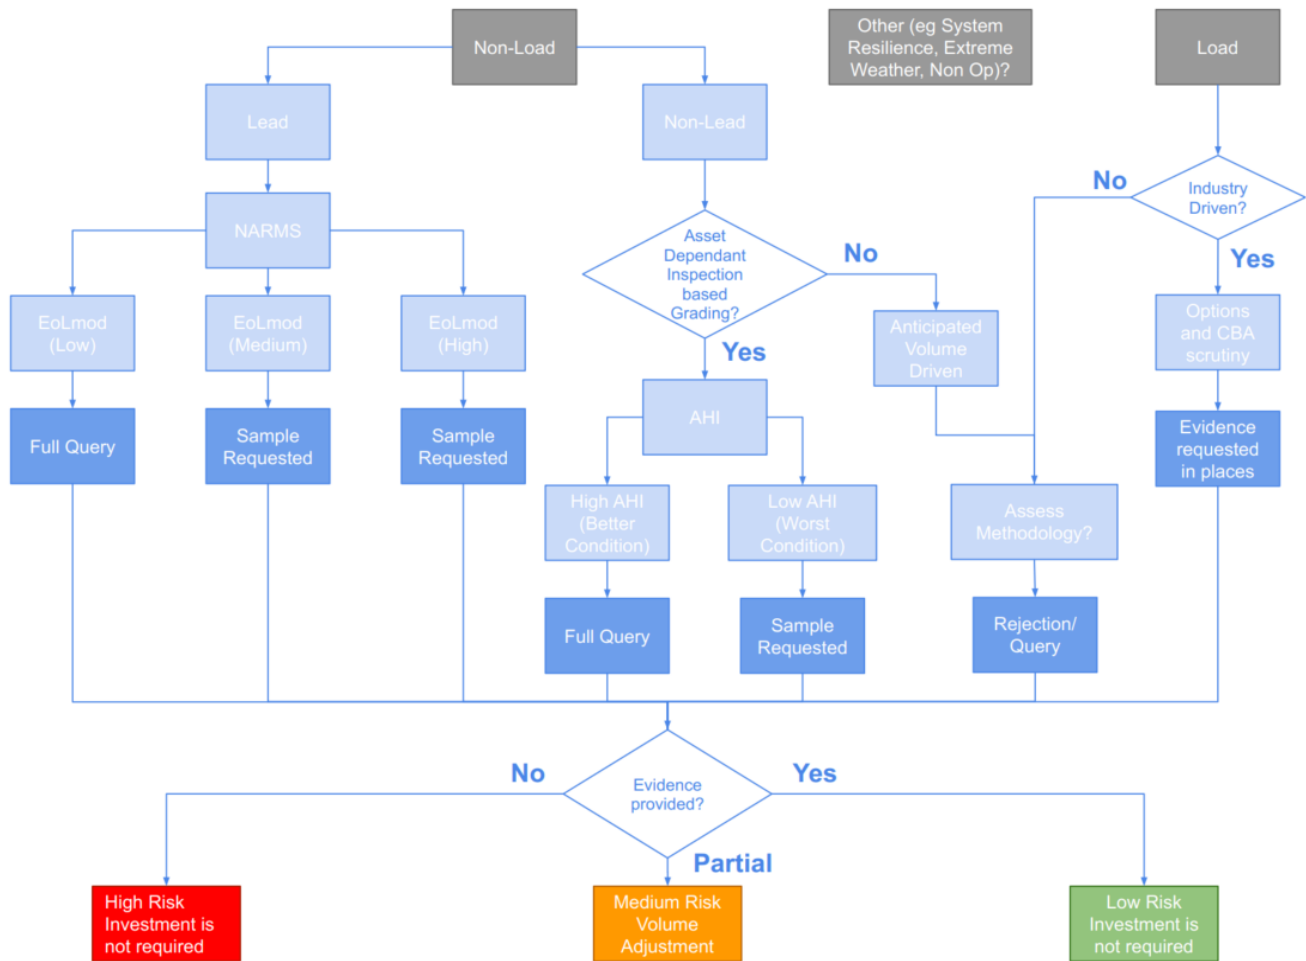 Non-Load
Other (eg System
Resilience, Extreme
Weather, Non Op)?
Load
Lead
Non-Lead
No
Industry
Driven?
NARMS
Asset
Dependant
Inspection
based
Grading?
No
Yes
EoLmod
(Low)
EoLmod
(Medium)
EoLmod
(High)
Anticipated
Volume
Driven
Options
and CBA
scrutiny
Yes
AHI
Full Query
Sample
Requested
Sample
Requested
Evidence
requested
in places
High AHI
(Better
Condition)
Low AHI
(Worst
Condition)
Assess
Methodology?
Full Query
Sample
Requested
Rejection/
Query
No
Evidence
provided?
Yes
Partial
High Risk
Investment is
not required
Medium Risk
Volume
Adjustment
Low Risk
Investment is
not required